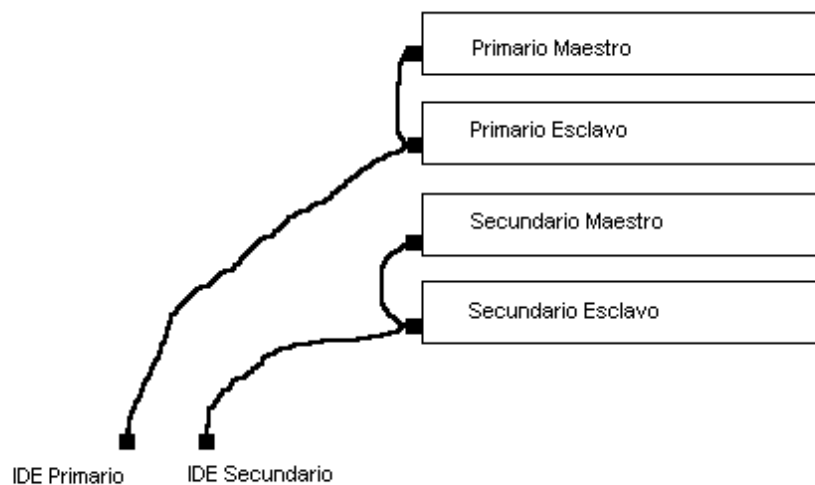 Primario Maestro
Primario Esclavo
Secundario Maestro
Secundario Esclavo
IDE Primario
IDE Secundario